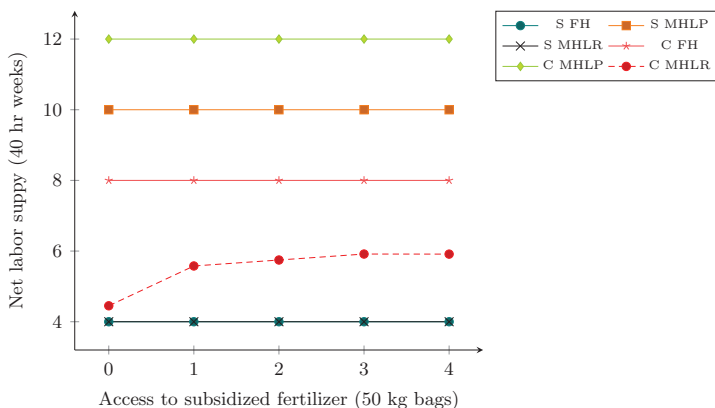 12
10
8
6
4
0 1 2 3 4
Net labor suppy (40 hr weeks)
Access to subsidized fertilizer (50 kg bags)
S FH S MHLP
S MHLR C FH
C MHLP C MHLR